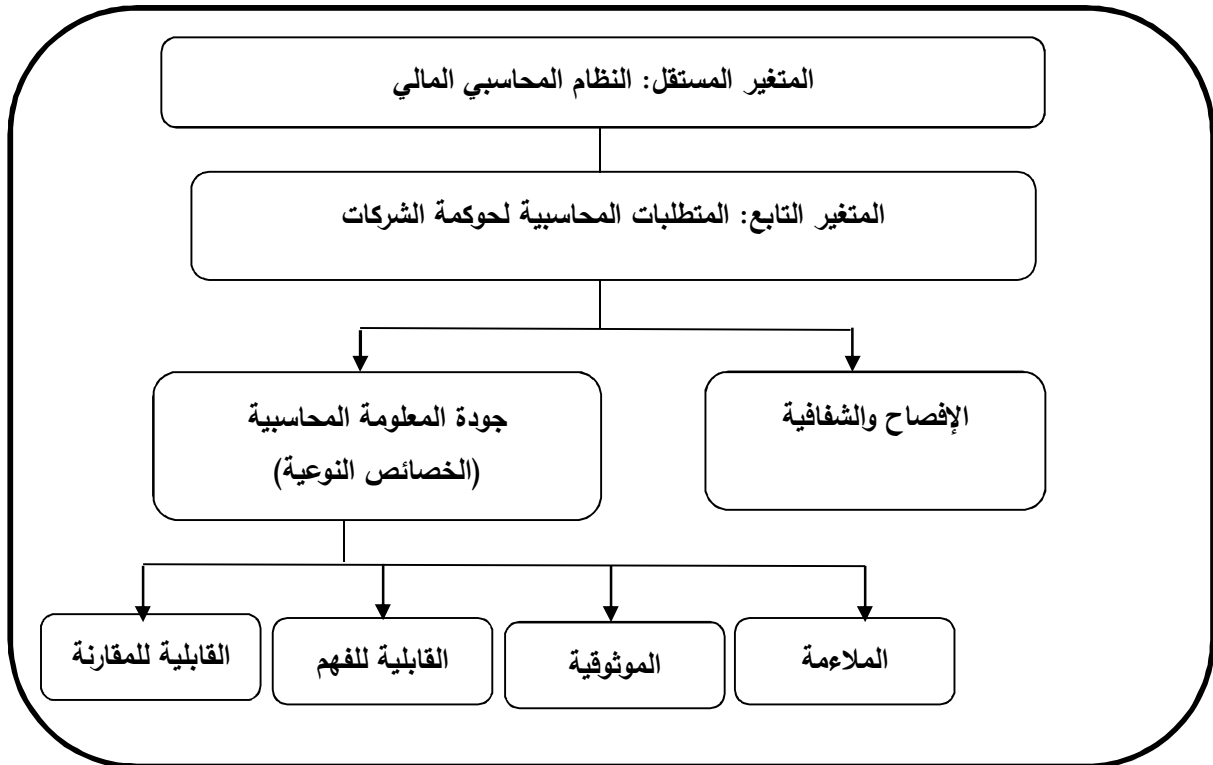 المتغير المستقل: النظام المحاسبي المالي
المتغير التابع: المتطلبات المحاسبية لحوكمة الشركات
الإفصاح والشفافية
جودة المعلومة المحاسبية
(الخصائص النوعية)
الملاءمة
الموثوقية
القابلية للفهم
القابلية للمقارنة